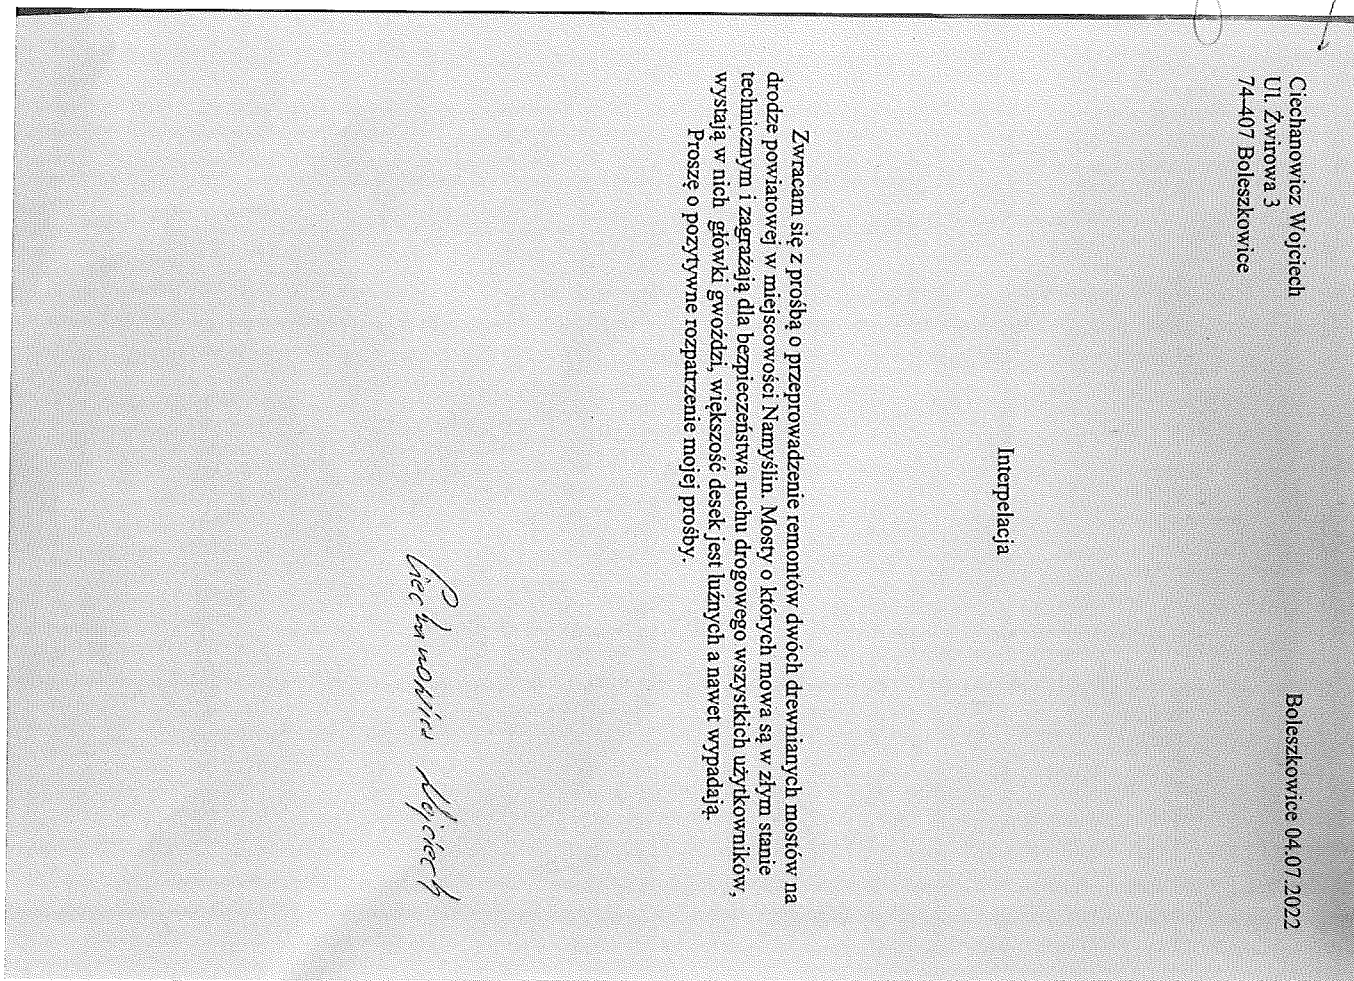 Ciechanowicz Wojciech
Ul. Żwirowa 3
74-407 Boleszkowice
Boleszkowice 04.07.2022
Interpelacja
Zwracam się z prośbą o przeprowadzenie remontów dwóch drewnianych mostów na
drodze powiatowej w miejscowości Namyślin. Mosty o których mowa są w złym stanie
technicznym i zagrażają dla bezpieczeństwa ruchu drogowego wszystkich użytkowników,
wystają w nich główki gwoździ, większość desek jest luźnych a nawet wypadają.
Proszę o pozytywne rozpatrzenie mojej prośby.
Ciechanowicz Wojciech